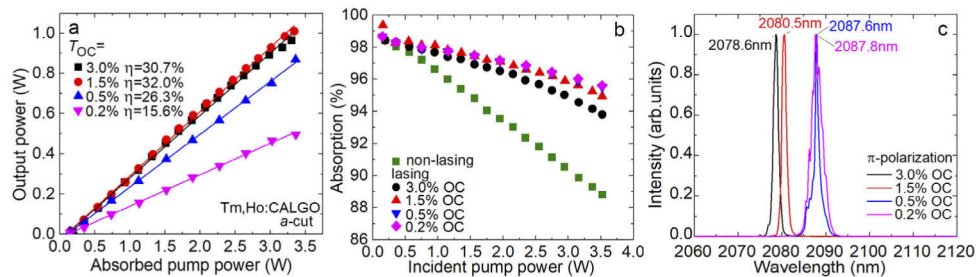 a
T_OC=
3.0% η=30.7%
1.5% η=32.0%
0.5% η=26.3%
0.2% η=15.6%
Tm,Ho:CALGO
a-cut
1.0
0.8
0.6
0.4
0.2
0.0
0.0 0.5 1.0 1.5 2.0 2.5 3.0 3.5
Output power (W)
Absorbed pump power (W)
b
non-lasing
lasing
3.0% OC
1.5% OC
0.5% OC
0.2% OC
100
98
96
94
92
90
88
86
0.0 0.5 1.0 1.5 2.0 2.5 3.0 3.5 4.0
Absorption (%)
Incident pump power (W)
c
2080.5nm
2087.6nm
2078.6nm
2087.8nm
π-polarization
3.0% OC
1.5% OC
0.5% OC
0.2% OC
1.0
0.8
0.6
0.4
0.2
0.0
2060 2070 2080 2090 2100 2110 2120
Intensity (arb.units)
Wavelength (nm)